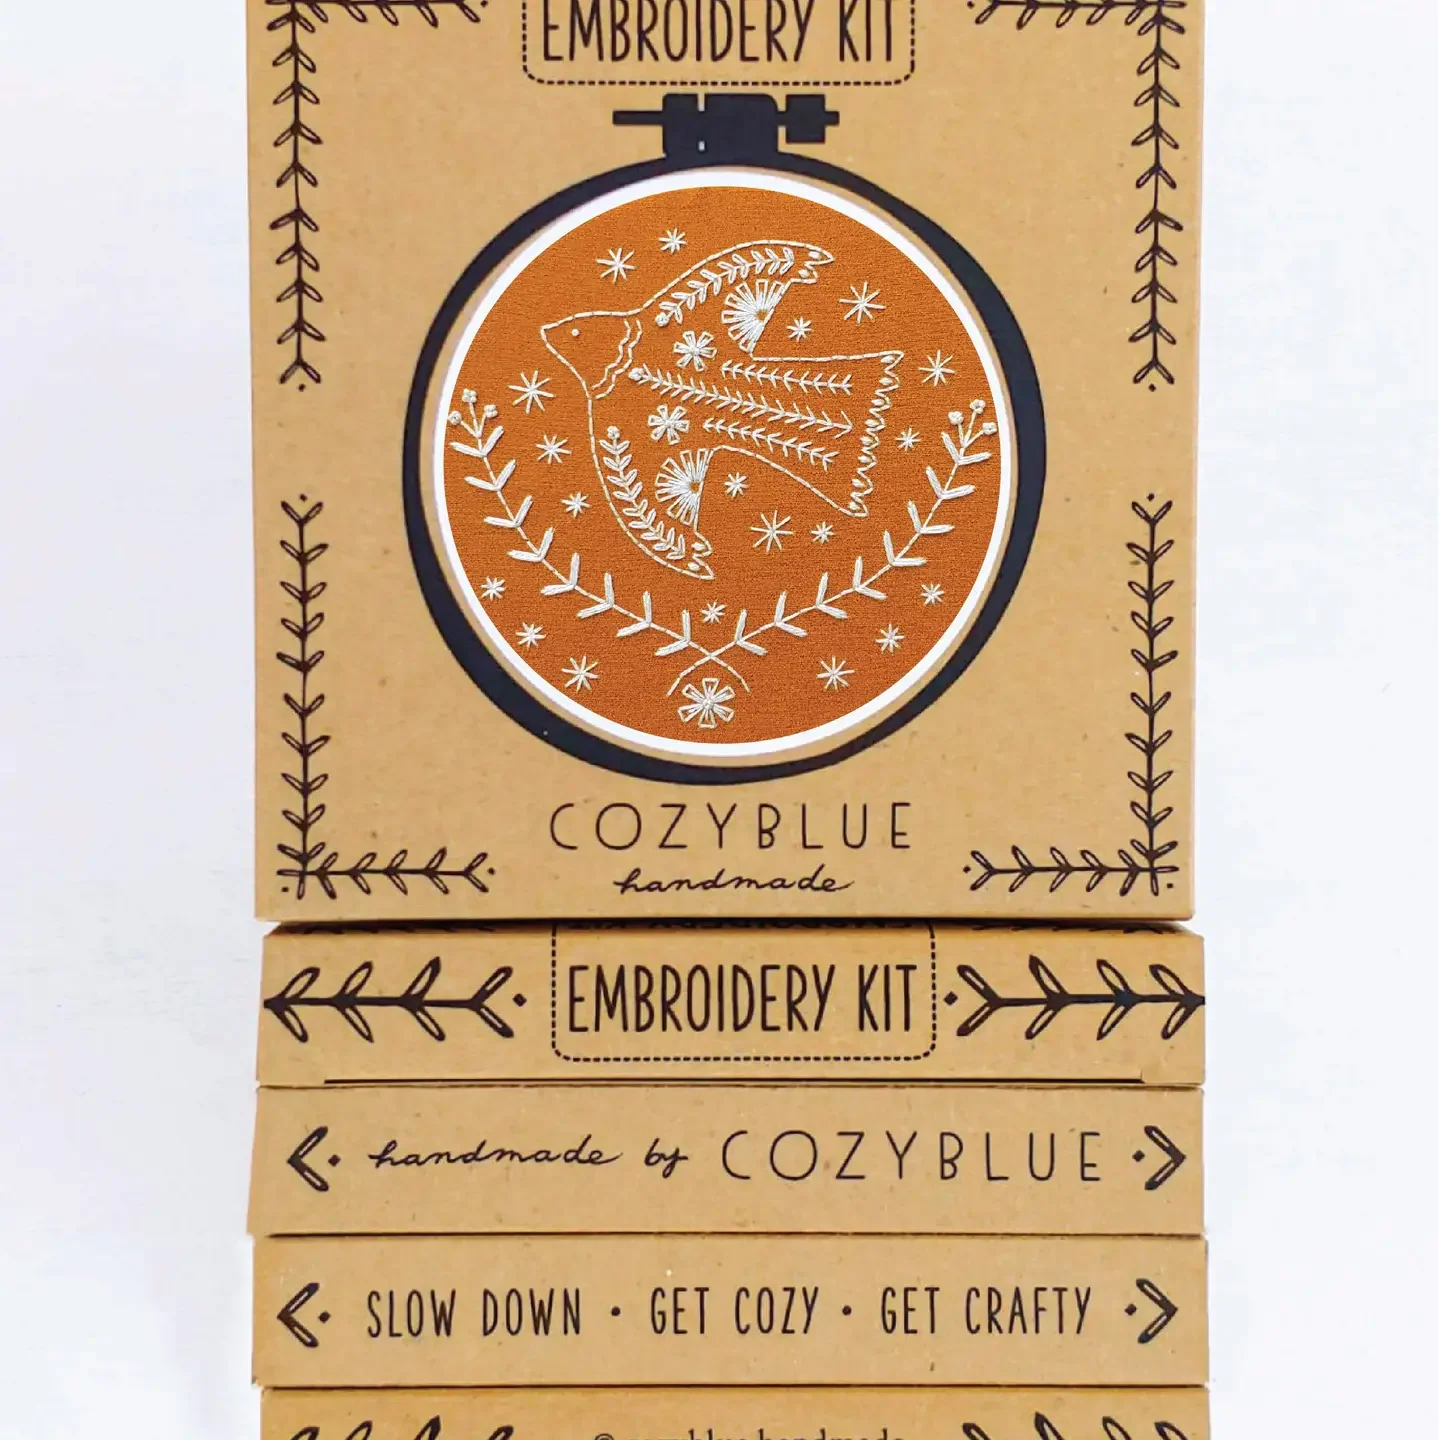 EMBROIDERY KIT
COZYBLUE
handmade
EMBROIDERY KIT
handmade by COZYBLUE
SLOW DOWN • GET COZY • GET CRAFTY